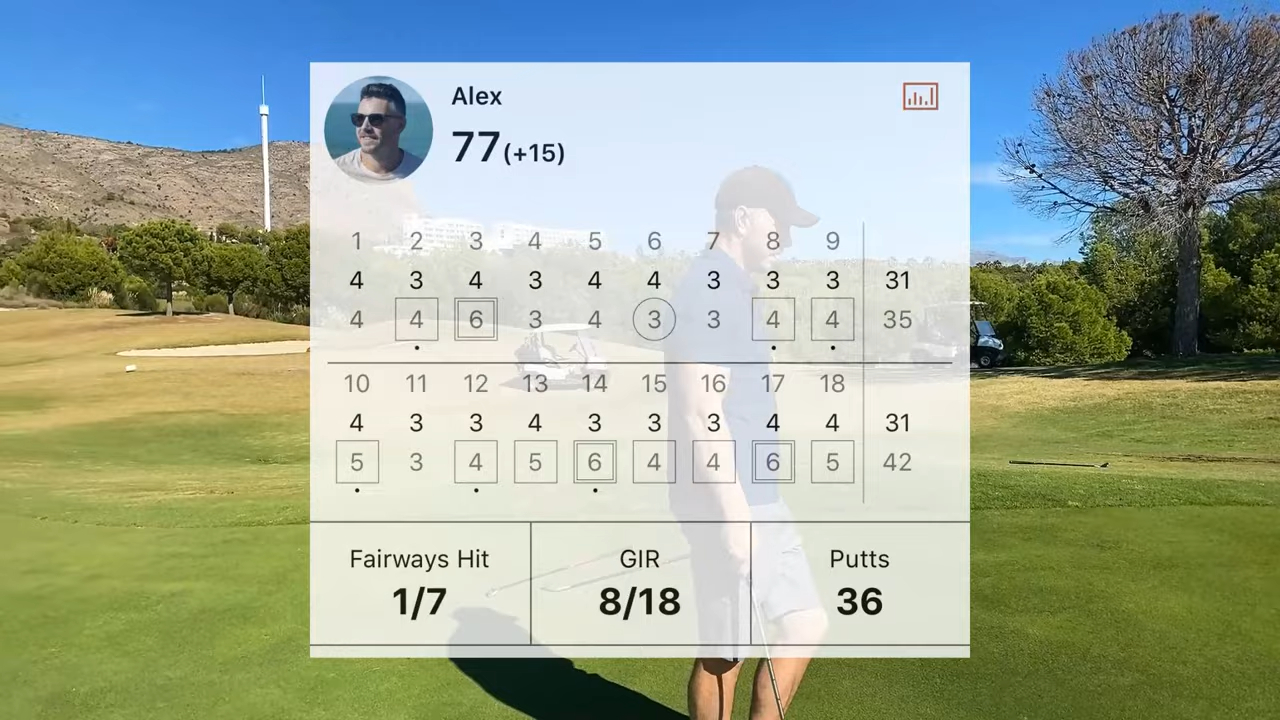 Alex
77(+15)
1 2 3 4 5 6 7 8 9
4 3 4 3 4 4 3 3 3 31
4 4 6 3 4 3 3 4 4 35
10 11 12 13 14 15 16 17 18
4 3 3 4 3 3 3 4 4 31
5 3 4 5 6 4 4 6 5 42
Fairways Hit GIR Putts
1/7 8/18 36